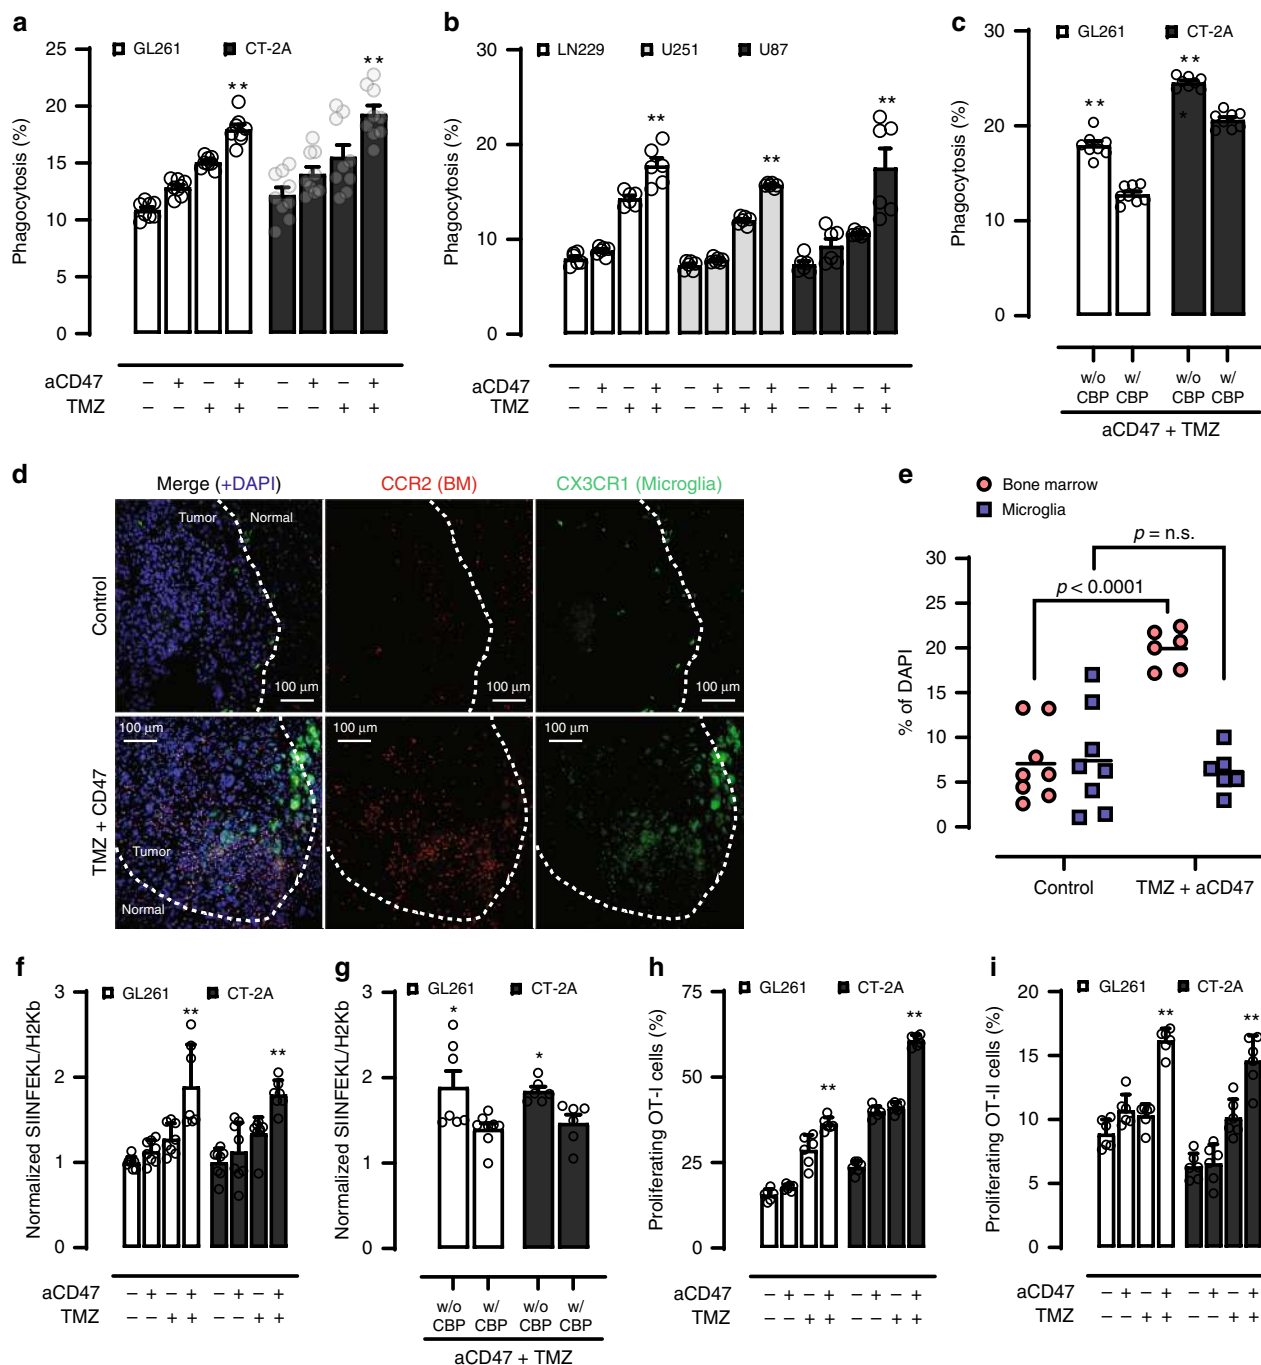 a
GL261 CT-2A
Phagocytosis (%)
25
20
15
10
5
0
** **
aCD47 – + – + – + – +
TMZ – – + + – – + +
b
LN229 U251 U87
Phagocytosis (%)
30
20
10
0
** ** **
aCD47 – + – + – + – + – + – +
TMZ – – + + – – + + – – + +
c
GL261 CT-2A
Phagocytosis (%)
30
20
10
0
** **
*
w/o CBP w/ CBP w/o CBP w/ CBP
aCD47 + TMZ
d
Merge (+DAPI) CCR2 (BM) CX3CR1 (Microglia)
Control
Tumor Normal
100 μm 100 μm 100 μm
TMZ + CD47
100 μm 100 μm 100 μm
Tumor
Normal
e
Bone marrow
Microglia
p = n.s.
p < 0.0001
% of DAPI
30
25
20
15
10
5
0
Control TMZ + aCD47
f
GL261 CT-2A
Normalized SIINFEKL/H2Kb
3
2
1
0
** **
aCD47 – + – + – + – +
TMZ – – + + – – + +
g
GL261 CT-2A
Normalized SIINFEKL/H2Kb
3
2
1
0
* *
w/o CBP w/ CBP w/o CBP w/ CBP
aCD47 + TMZ
h
GL261 CT-2A
Proliferating OT-I cells (%)
75
50
25
0
** **
aCD47 – + – + – + – +
TMZ – – + + – – + +
i
GL261 CT-2A
Proliferating OT-II cells (%)
20
15
10
5
0
** **
aCD47 – + – + – + – +
TMZ – – + + – – + +